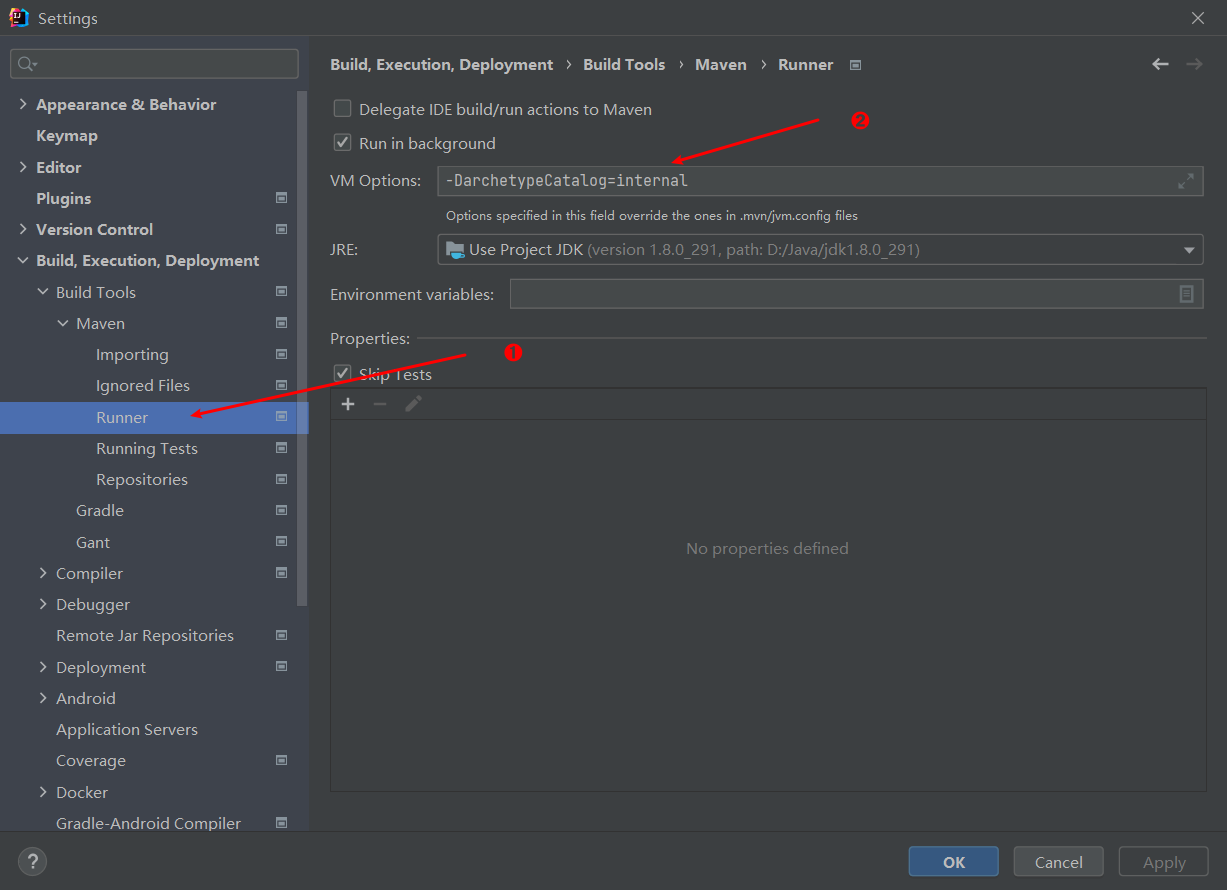 Settings
Appearance & Behavior
Keymap
Editor
Plugins
Version Control
Build, Execution, Deployment
Build Tools
Maven
Importing
Ignored Files
Runner
Running Tests
Repositories
Gradle
Gant
Compiler
Debugger
Remote Jar Repositories
Deployment
Android
Application Servers
Coverage
Docker
Gradle-Android Compiler
Build, Execution, Deployment › Build Tools › Maven › Runner
Delegate IDE build/run actions to Maven
2
Run in background
VM Options: -DarchetypeCatalog=internal
Options specified in this field override the ones in .mvn/jvm.config files
JRE: Use Project JDK (version 1.8.0_291, path: D:/Java/jdk1.8.0_291)
Environment variables:
Properties:
1
Skip Tests
No properties defined
? OK Cancel Apply